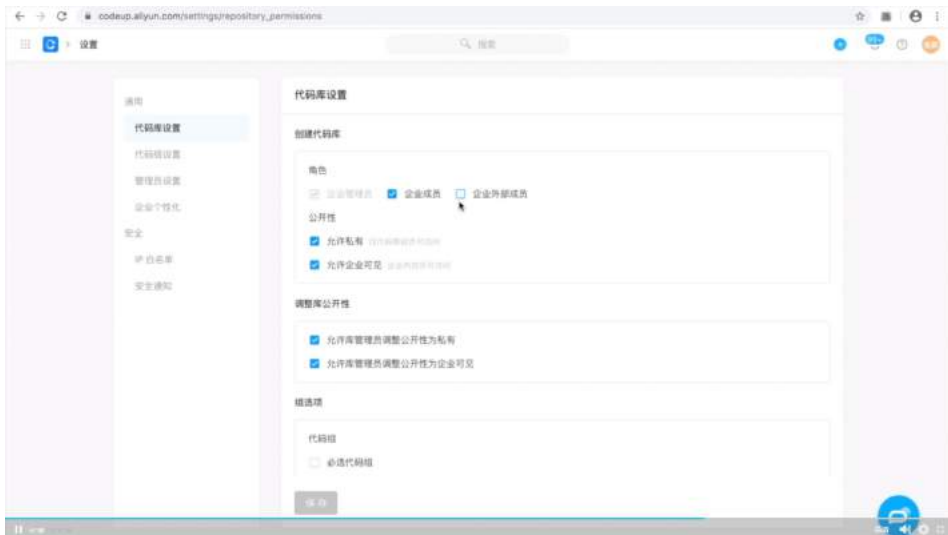 codeup.aliyun.com/settings/repository_permissions
设置
搜索
通用
代码库设置
代码组设置
管理员设置
企业个性化
安全
IP 白名单
安全通知
代码库设置
创建代码库
角色
企业管理员 企业成员 企业外部成员
公开性
允许私有
允许企业可见
调整库公开性
允许库管理员调整公开性为私有
允许库管理员调整公开性为企业可见
组选项
代码组
必选代码组
保存